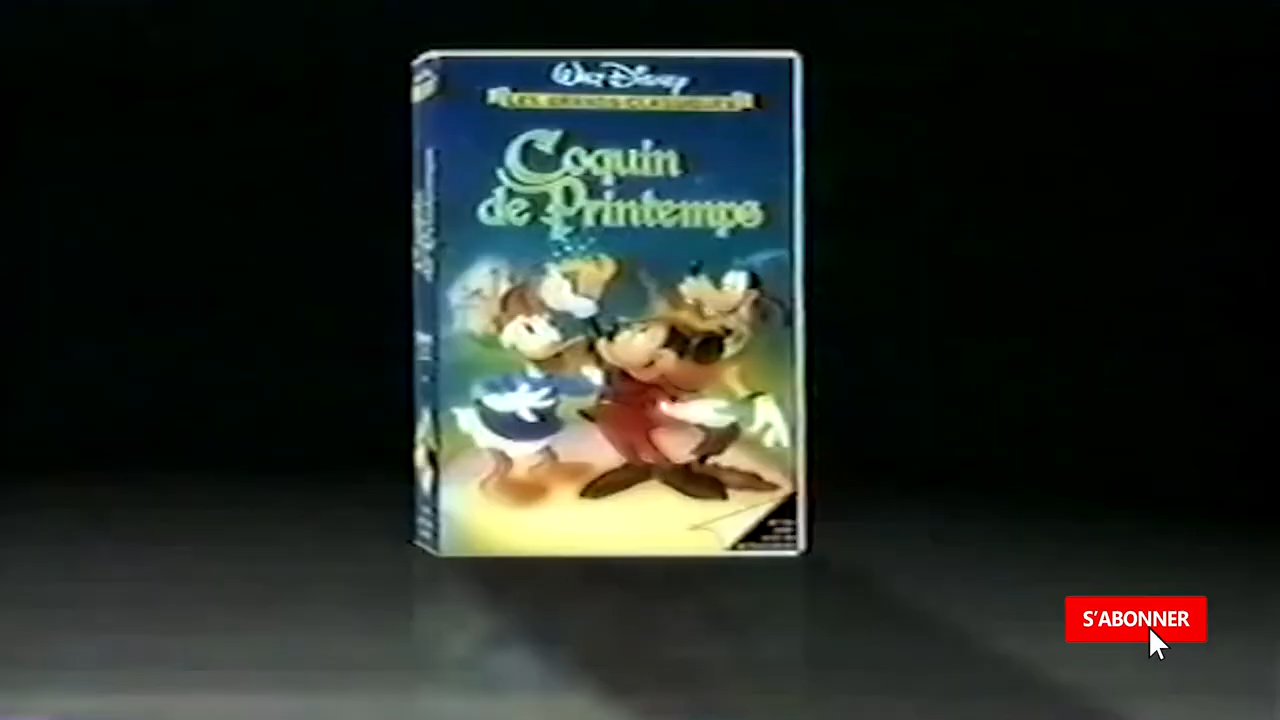 WALT DISNEY
LES GRANDS CLASSIQUES
Coquin
de Printemps
S'ABONNER